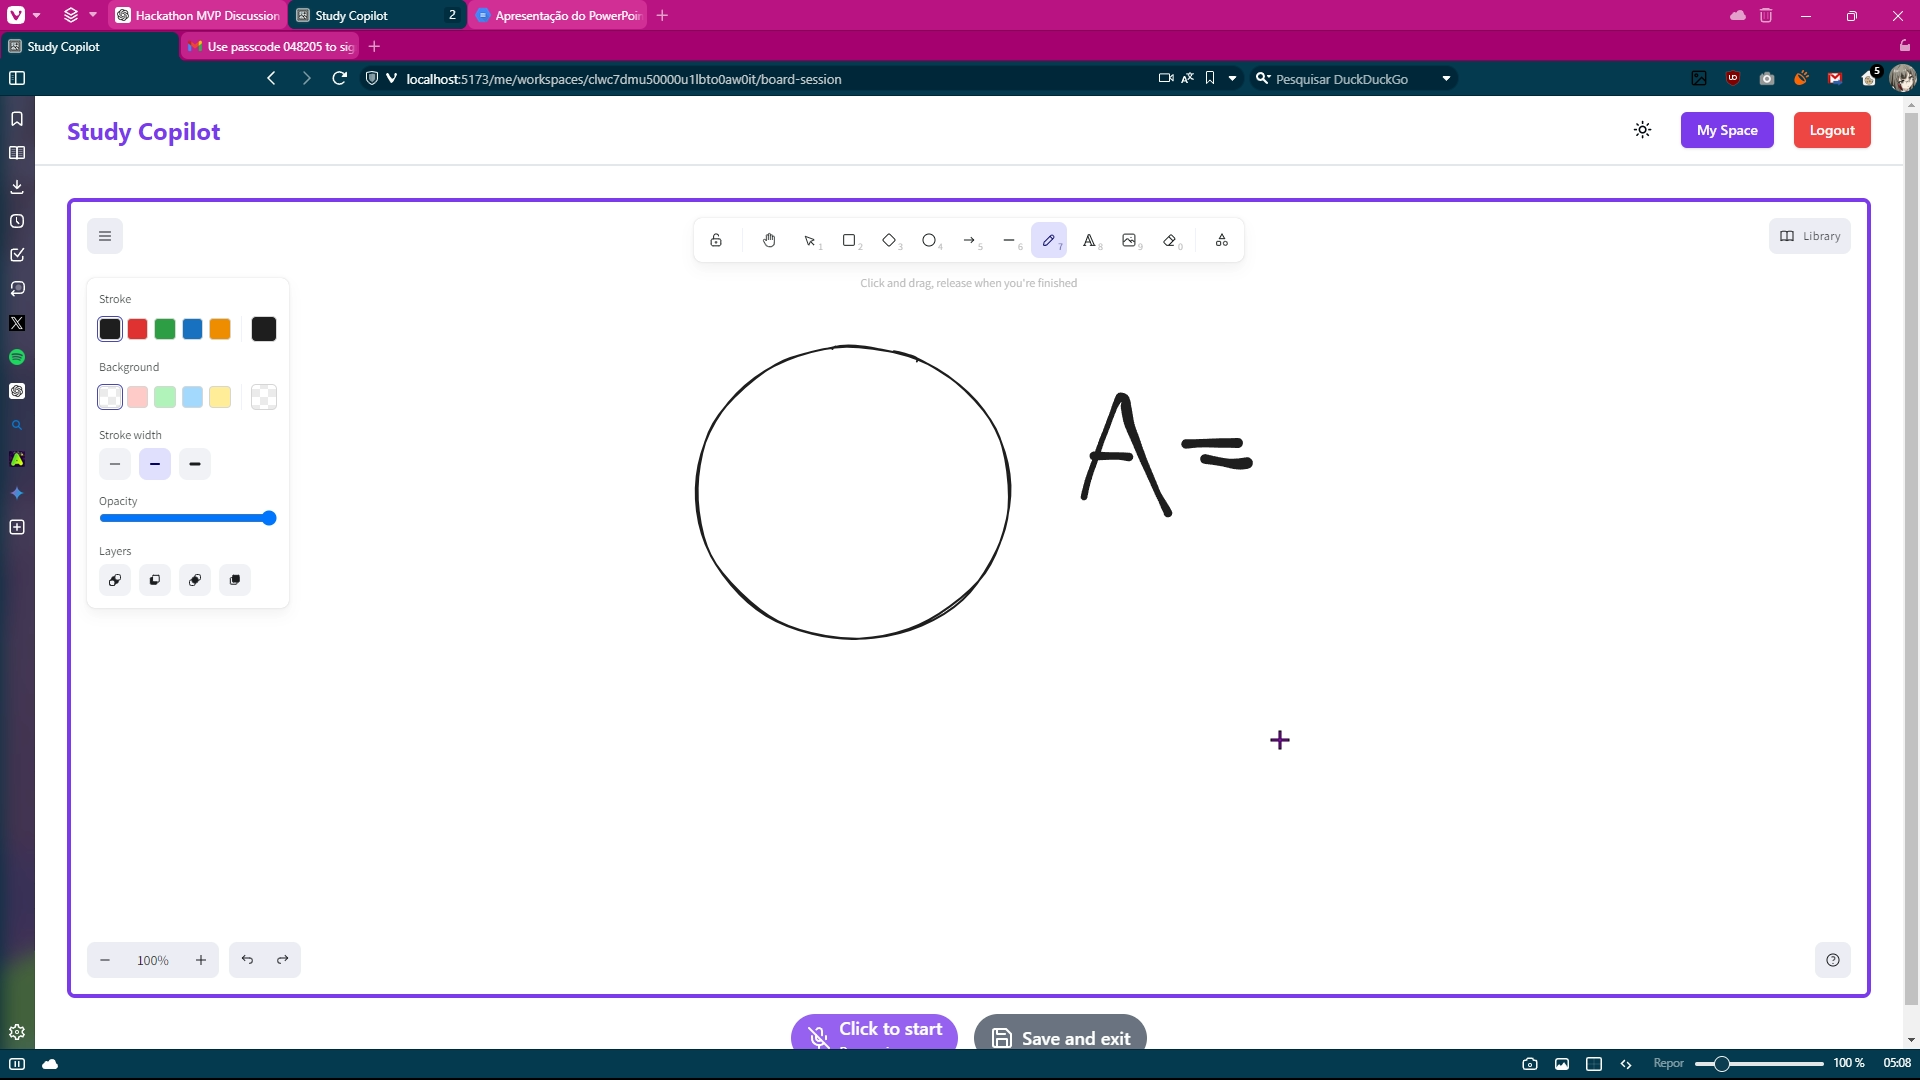 Hackathon MVP Discussion
Study Copilot
2
Apresentação do PowerPoin
Study Copilot
Use passcode 048205 to sig
localhost:5173/me/workspaces/clwc7dmu50000u1lbto0aw0it/board-session
Pesquisar DuckDuckGo
5
Study Copilot
My Space
Logout
1
2
3
4
5
6
7
8
9
0
Library
Click and drag, release when you're finished
Stroke
Background
Stroke width
Opacity
Layers
A=
100%
Click to start
Save and exit
Repor
100 %
05:08